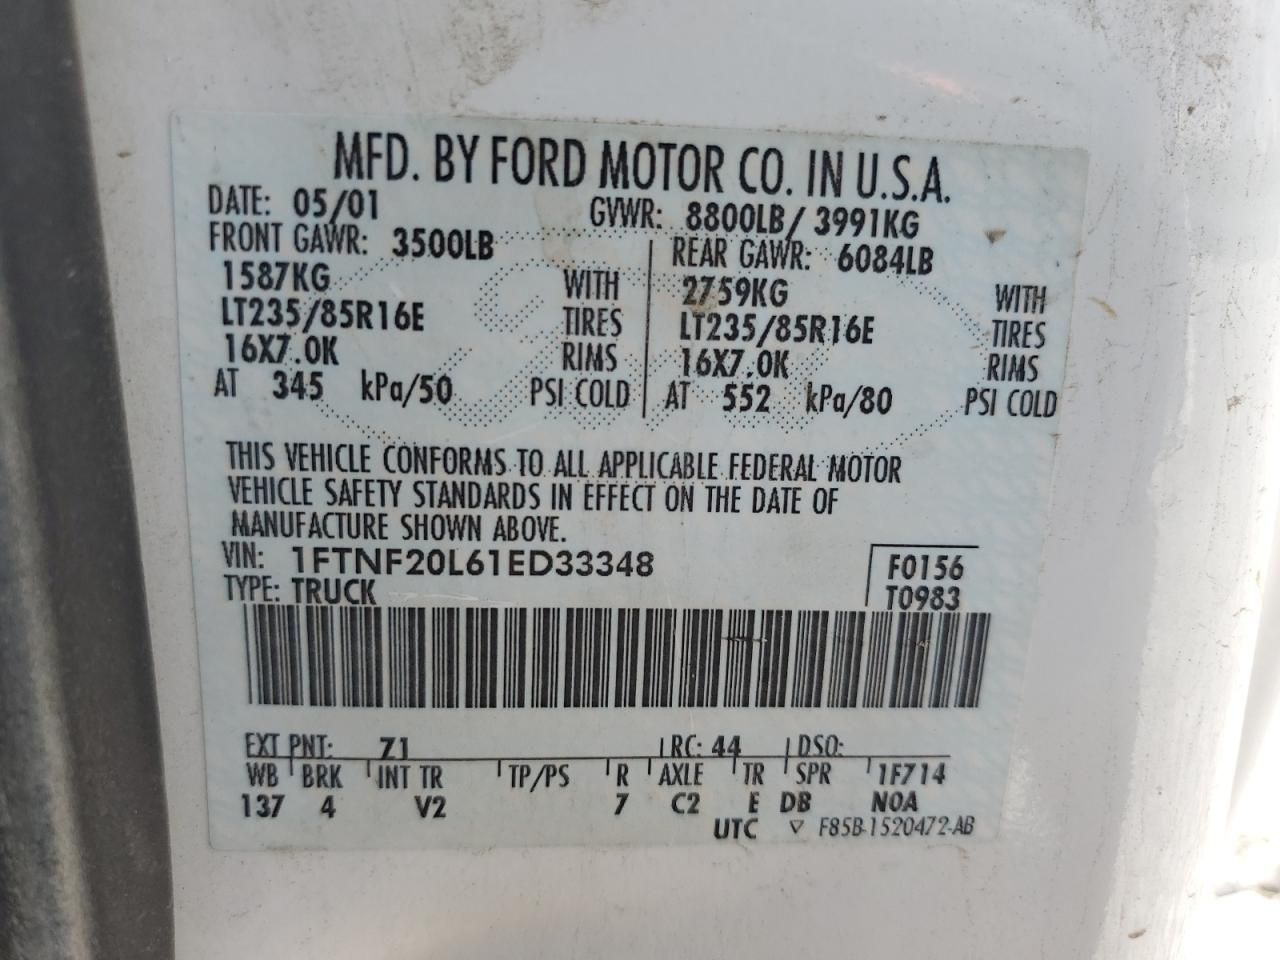 MFD. BY FORD MOTOR CO. IN U.S.A.
DATE: 05/01 GVWR: 8800LB/ 3991KG
FRONT GAWR: 3500LB REAR GAWR: 6084LB
1587KG WITH 2759KG WITH
LT235/85R16E TIRES LT235/85R16E TIRES
16X7.0K RIMS 16X7.0K RIMS
AT 345 kPa/50 PSI COLD AT 552 kPa/80 PSI COLD
THIS VEHICLE CONFORMS TO ALL APPLICABLE FEDERAL MOTOR
VEHICLE SAFETY STANDARDS IN EFFECT ON THE DATE OF
MANUFACTURE SHOWN ABOVE.
VIN: 1FTNF20L61ED33348 F0156
TYPE: TRUCK T0983
EXT PNT: Z1 RC: 44 DSO:
WB BRK INT TR TP/PS R AXLE TR SPR 1F714
137 4 V2 7 C2 E DB N0A
UTC ▽ F85B-1520472-AB